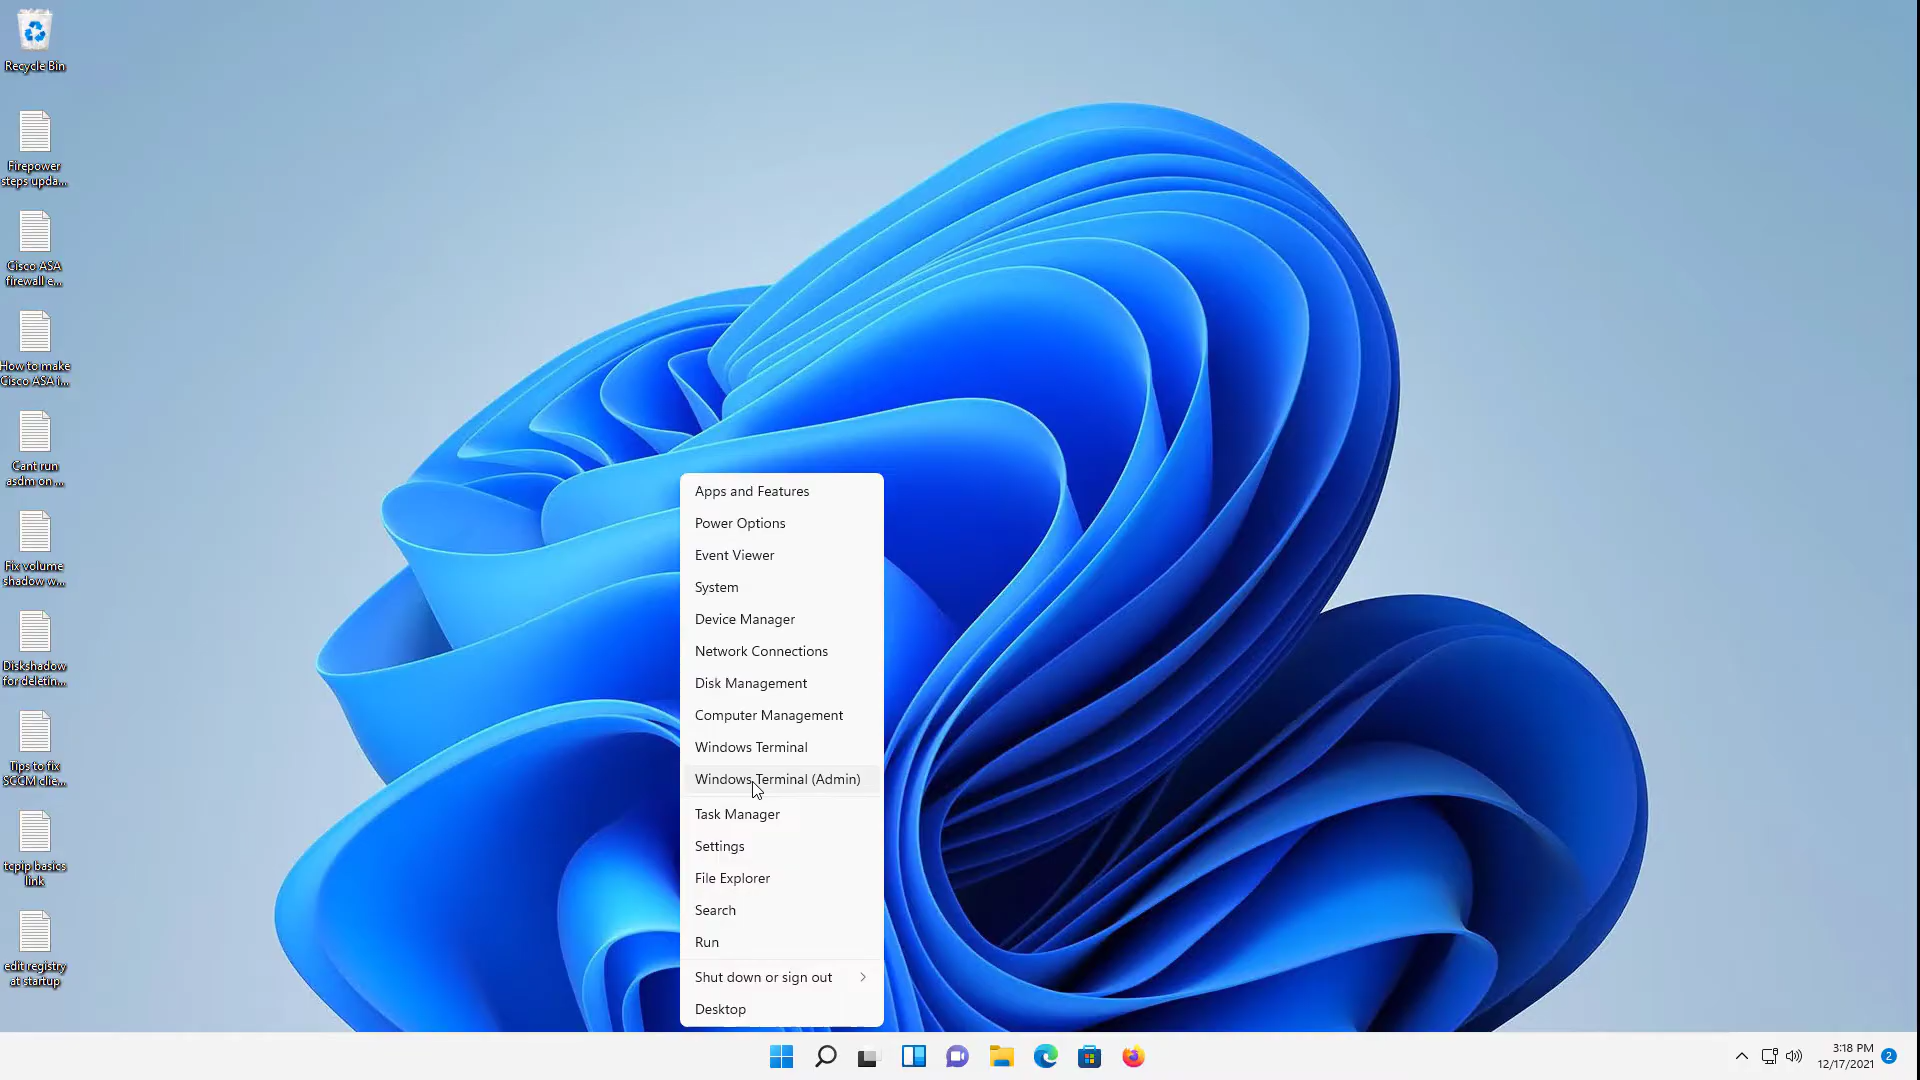 Recycle Bin
Firepower
steps upda...
Cisco ASA
firewall e...
How to make
Cisco ASA i...
Cant run
asdm on ...
Fix volume
shadow w...
Diskshadow
for deletin...
Tips to fix
SCCM clie...
tcpip basics
link
edit registry
at startup
Apps and Features
Power Options
Event Viewer
System
Device Manager
Network Connections
Disk Management
Computer Management
Windows Terminal
Windows Terminal (Admin)
Task Manager
Settings
File Explorer
Search
Run
Shut down or sign out
Desktop
3:18 PM
12/17/2021
2